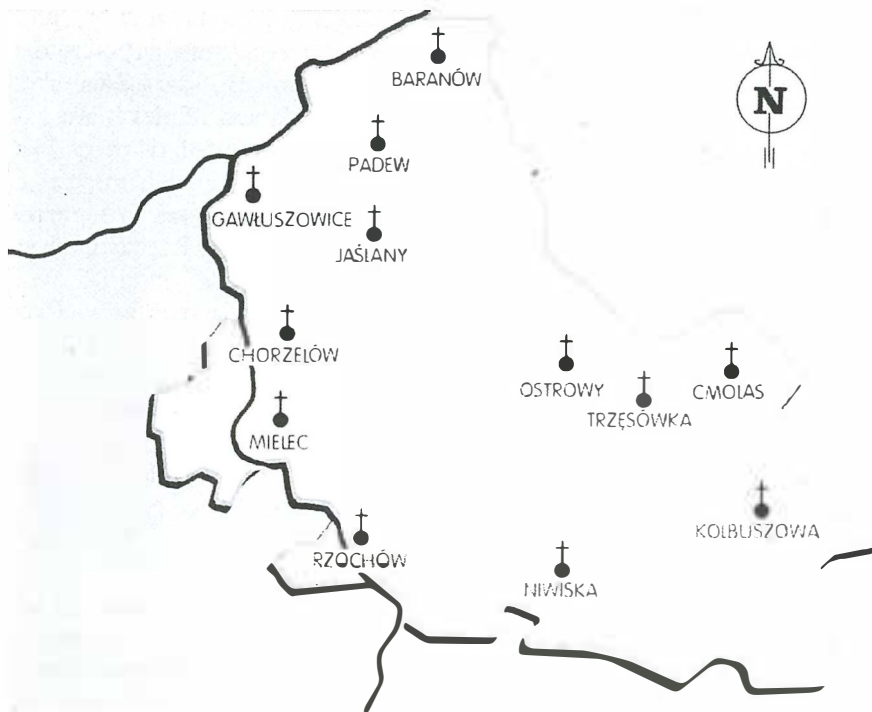 BARANÓW
N
PADEW
GAWŁUSZOWICE
JAŚLANY
CHORZELÓW
OSTROWY
TRZĘSÓWKA
CMOLAS
MIELEC
KOLBUSZOWA
RZOCHÓW
NIWISKA